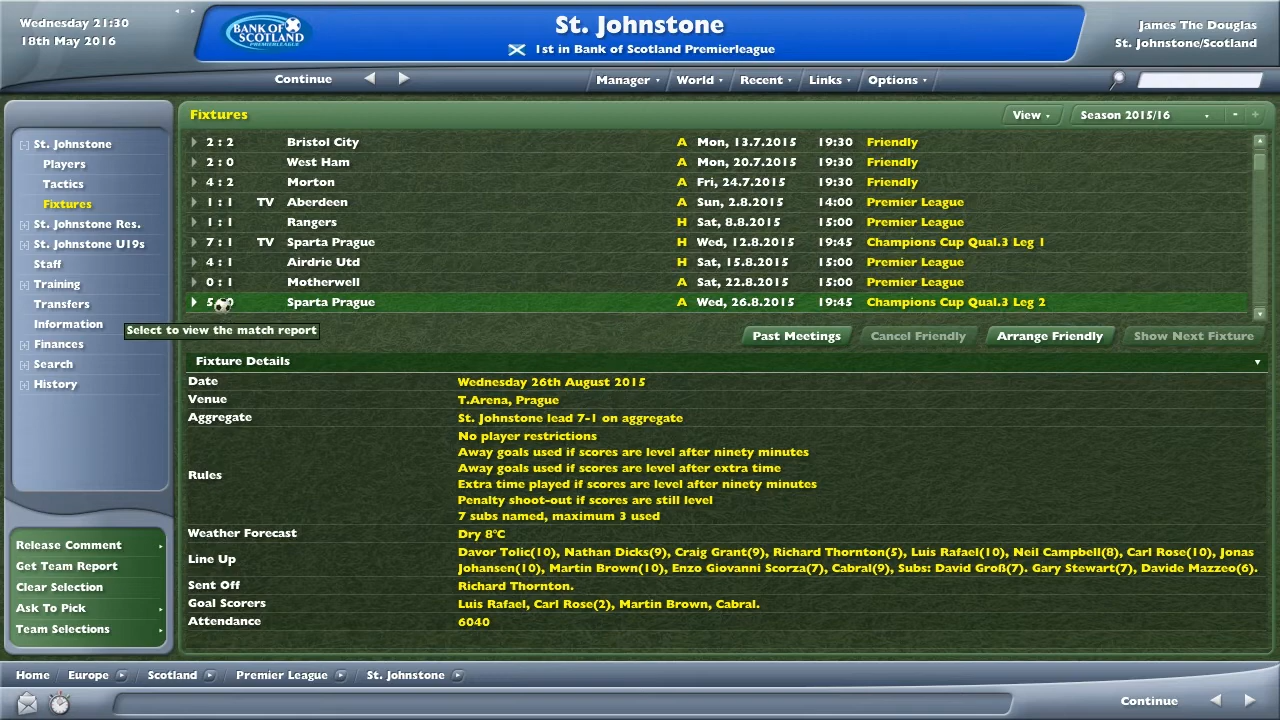 Wednesday 21:30
18th May 2016
BANK OF SCOTLAND PREMIERLEAGUE
St. Johnstone
1st in Bank of Scotland Premierleague
James The Douglas
St. Johnstone/Scotland
Continue
Manager World Recent Links Options
Fixtures
View Season 2015/16 - +
St. Johnstone
Players
Tactics
Fixtures
St. Johnstone Res.
St. Johnstone U19s
Staff
Training
Transfers
Information
Finances
Search
History
2 : 2 Bristol City A Mon, 13.7.2015 19:30 Friendly
2 : 0 West Ham A Mon, 20.7.2015 19:30 Friendly
4 : 2 Morton A Fri, 24.7.2015 19:30 Friendly
1 : 1 TV Aberdeen A Sun, 2.8.2015 14:00 Premier League
1 : 1 Rangers H Sat, 8.8.2015 15:00 Premier League
7 : 1 TV Sparta Prague H Wed, 12.8.2015 19:45 Champions Cup Qual.3 Leg 1
4 : 1 Airdrie Utd H Sat, 15.8.2015 15:00 Premier League
0 : 1 Motherwell A Sat, 22.8.2015 15:00 Premier League
5 0 Sparta Prague A Wed, 26.8.2015 19:45 Champions Cup Qual.3 Leg 2
Select to view the match report
Past Meetings Cancel Friendly Arrange Friendly Show Next Fixture
Fixture Details
Date Wednesday 26th August 2015
Venue T.Arena, Prague
Aggregate St. Johnstone lead 7-1 on aggregate
Rules No player restrictions
Away goals used if scores are level after ninety minutes
Away goals used if scores are level after extra time
Extra time played if scores are level after ninety minutes
Penalty shoot-out if scores are still level
7 subs named, maximum 3 used
Weather Forecast Dry 8°C
Line Up Davor Tolic(10), Nathan Dicks(9), Craig Grant(9), Richard Thornton(5), Luis Rafael(10), Neil Campbell(8), Carl Rose(10), Jonas
Johansen(10), Martin Brown(10), Enzo Giovanni Scorza(7), Cabral(9), Subs: David Groß(7). Gary Stewart(7), Davide Mazzeo(6).
Sent Off Richard Thornton.
Goal Scorers Luis Rafael, Carl Rose(2), Martin Brown, Cabral.
Attendance 6040
Release Comment
Get Team Report
Clear Selection
Ask To Pick
Team Selections
Home Europe Scotland Premier League St. Johnstone
Continue